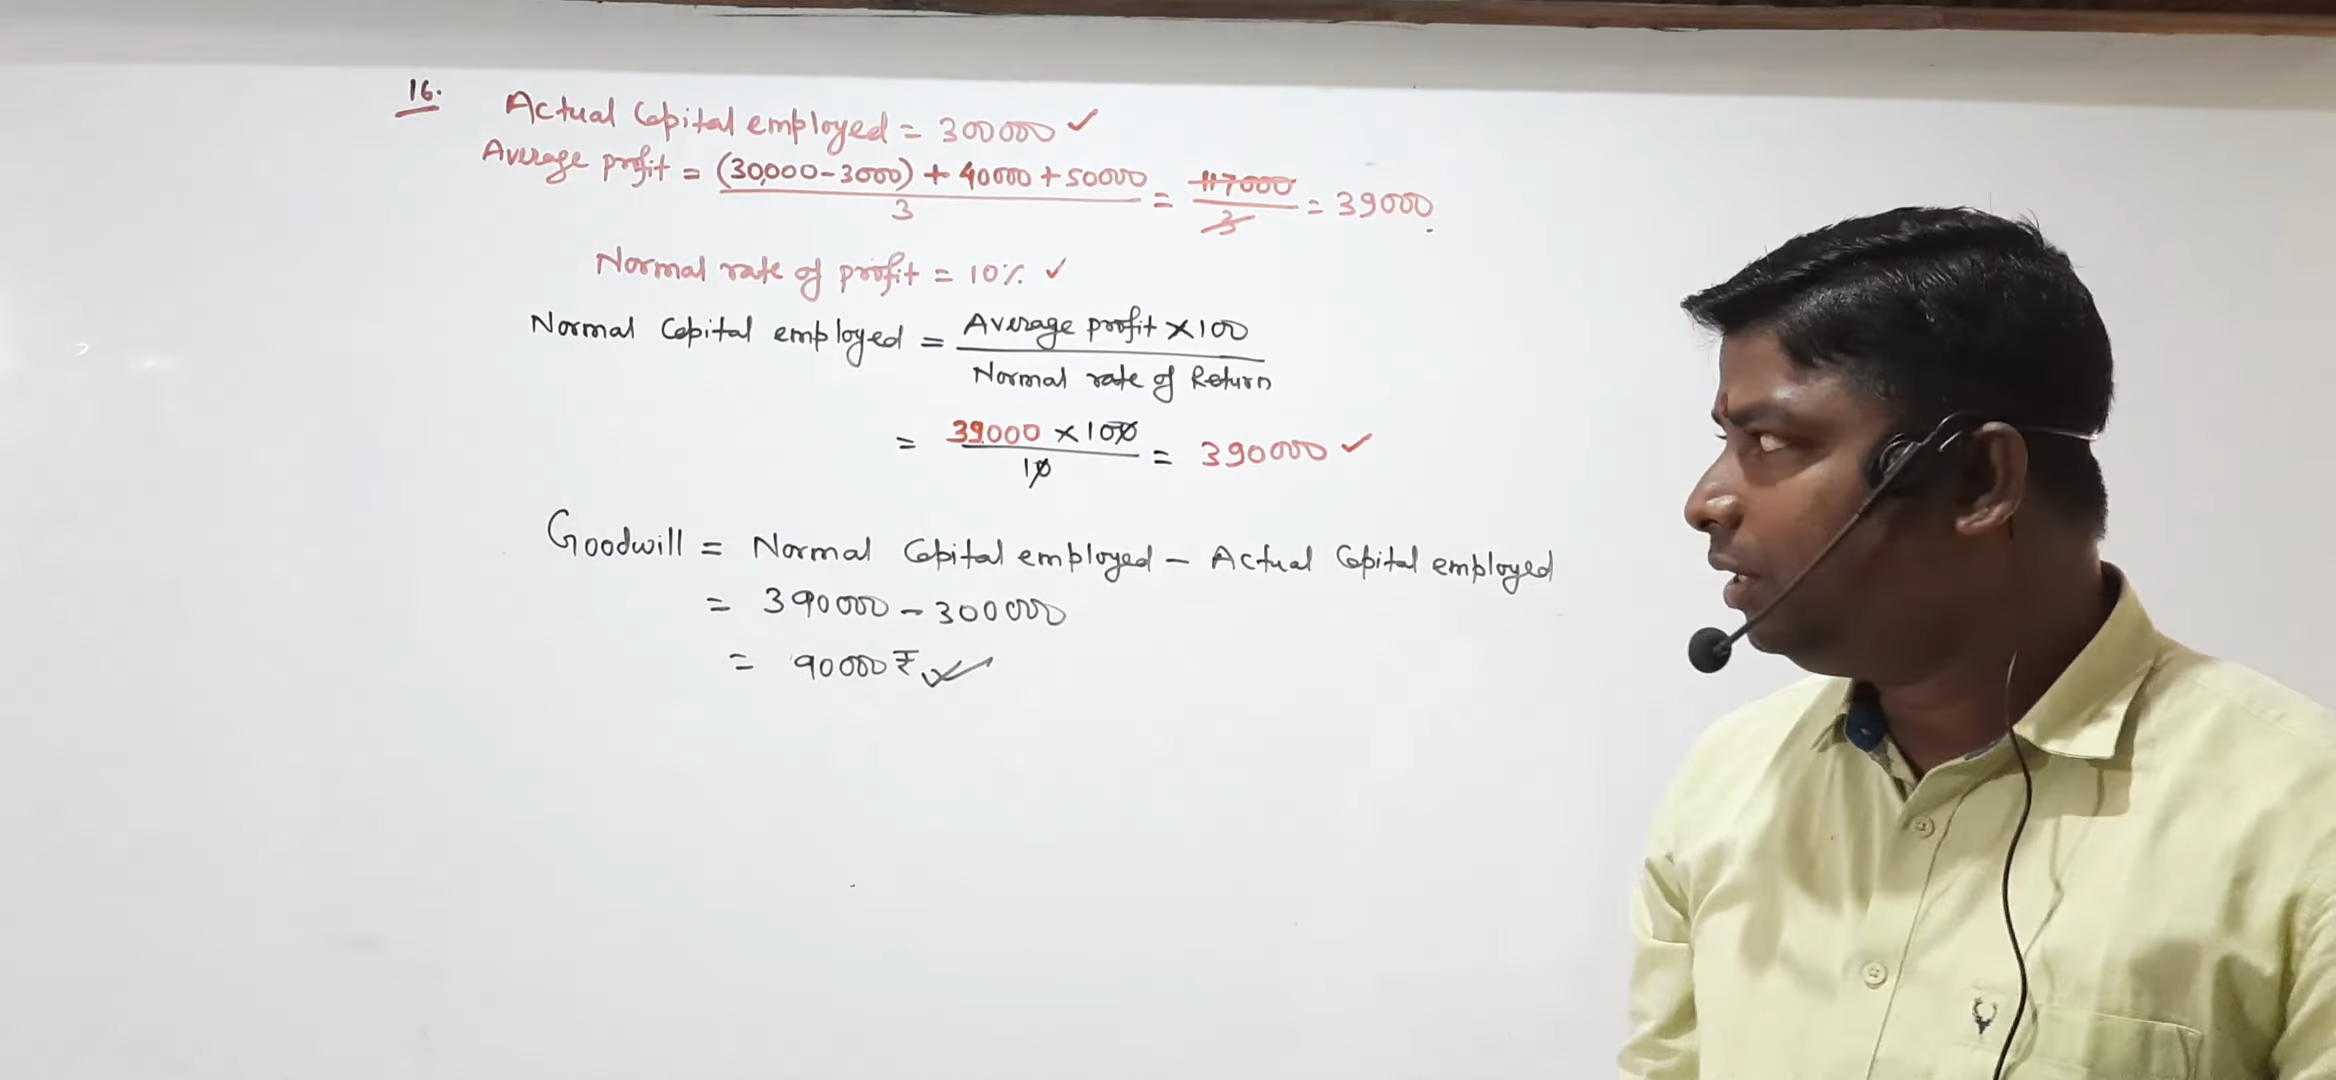 16.
Actual Capital employed = 300000 ✓
Average profit = (30,000-3000) + 40000 + 50000 / 3 = 117000 / 3 = 39000
Normal rate of profit = 10% ✓
Normal Capital employed = Average profit × 100 / Normal rate of Return
= 39000 × 100 / 10 = 390000 ✓
Goodwill = Normal Capital employed - Actual Capital employed
= 390000 - 300000
= 90000 ₹ ✓